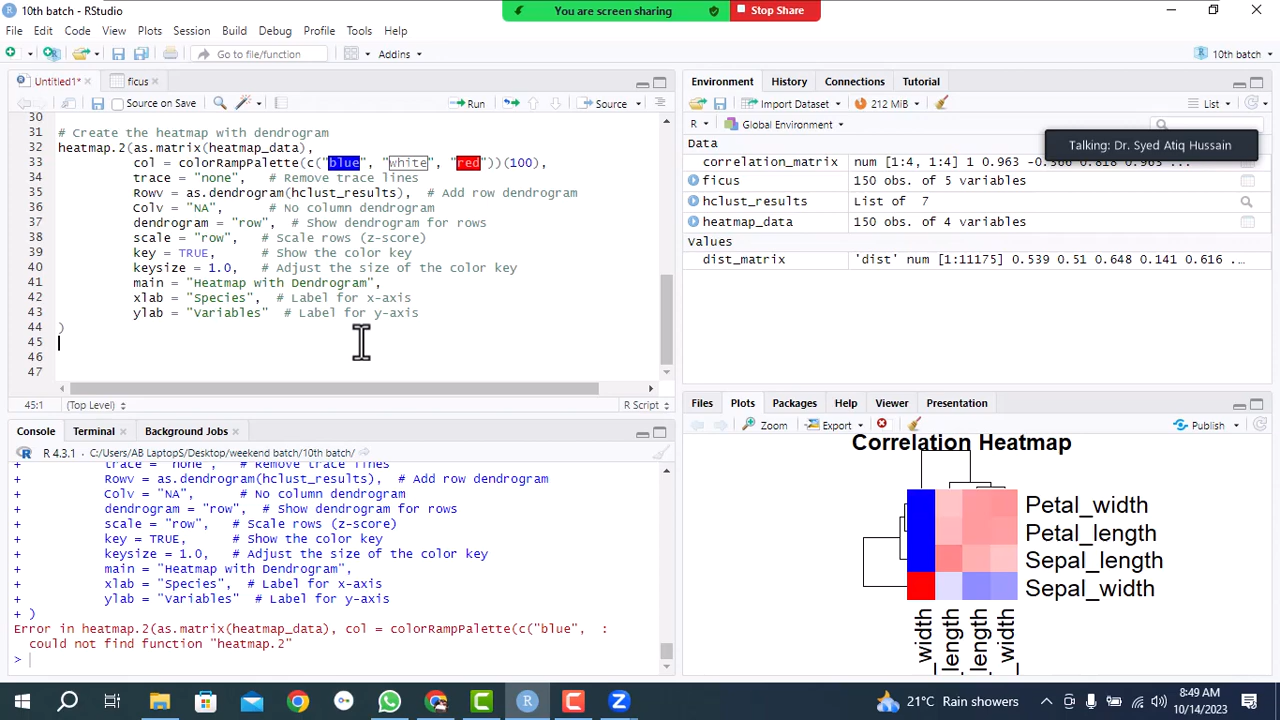 10th batch - RStudio
You are screen sharing
Stop Share
File Edit Code View Plots Session Build Debug Profile Tools Help
Go to file/function
Addins
10th batch
Untitled1*
ficus
Source on Save
Run
Source
30
31 # Create the heatmap with dendrogram
32 heatmap.2(as.matrix(heatmap_data),
33 col = colorRampPalette(c("blue", "white", "red"))(100),
34 trace = "none", # Remove trace lines
35 Rowv = as.dendrogram(hclust_results), # Add row dendrogram
36 Colv = "NA", # No column dendrogram
37 dendrogram = "row", # Show dendrogram for rows
38 scale = "row", # Scale rows (z-score)
39 key = TRUE, # Show the color key
40 keysize = 1.0, # Adjust the size of the color key
41 main = "Heatmap with Dendrogram",
42 xlab = "Species", # Label for x-axis
43 ylab = "Variables" # Label for y-axis
44 )
45
46
47
45:1 (Top Level) R Script
Console Terminal Background Jobs
R 4.3.1 · C:/Users/AB LaptopS/Desktop/weekend batch/10th batch/
+ trace = "none", # Remove trace lines
+ Rowv = as.dendrogram(hclust_results), # Add row dendrogram
+ Colv = "NA", # No column dendrogram
+ dendrogram = "row", # Show dendrogram for rows
+ scale = "row", # Scale rows (z-score)
+ key = TRUE, # Show the color key
+ keysize = 1.0, # Adjust the size of the color key
+ main = "Heatmap with Dendrogram",
+ xlab = "Species", # Label for x-axis
+ ylab = "Variables" # Label for y-axis
+ )
Error in heatmap.2(as.matrix(heatmap_data), col = colorRampPalette(c("blue", :
could not find function "heatmap.2"
>
Environment History Connections Tutorial
Import Dataset 212 MiB List
R Global Environment
Talking: Dr. Syed Atiq Hussain
Data
correlation_matrix num [1:4, 1:4] 1 0.963 -0.366 0.818 0.963 ...
ficus 150 obs. of 5 variables
hclust_results List of 7
heatmap_data 150 obs. of 4 variables
Values
dist_matrix 'dist' num [1:11175] 0.539 0.51 0.648 0.141 0.616 ...
Files Plots Packages Help Viewer Presentation
Zoom Export Publish
Correlation Heatmap
Petal_width
Petal_length
Sepal_length
Sepal_width
_width
length
length
_width
21°C Rain showers
8:49 AM
10/14/2023